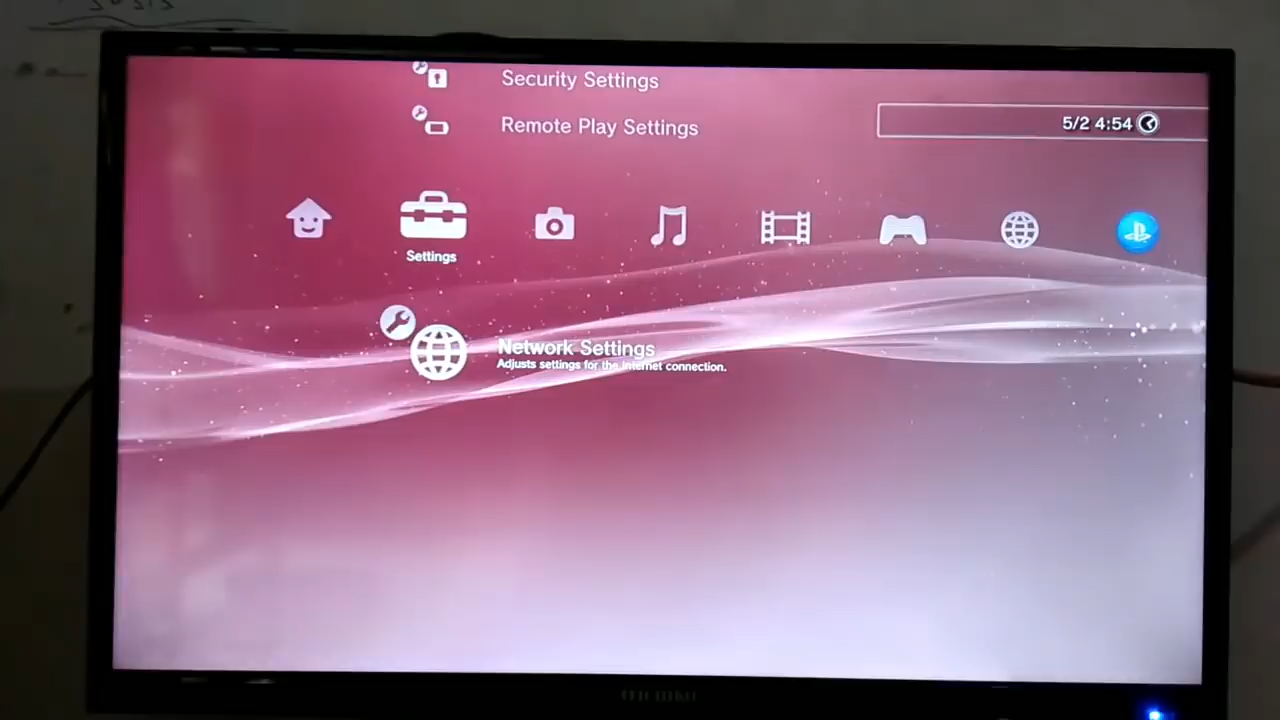 Security Settings
Remote Play Settings
5/2 4:54
Settings
Network Settings
Adjusts settings for the Internet connection.